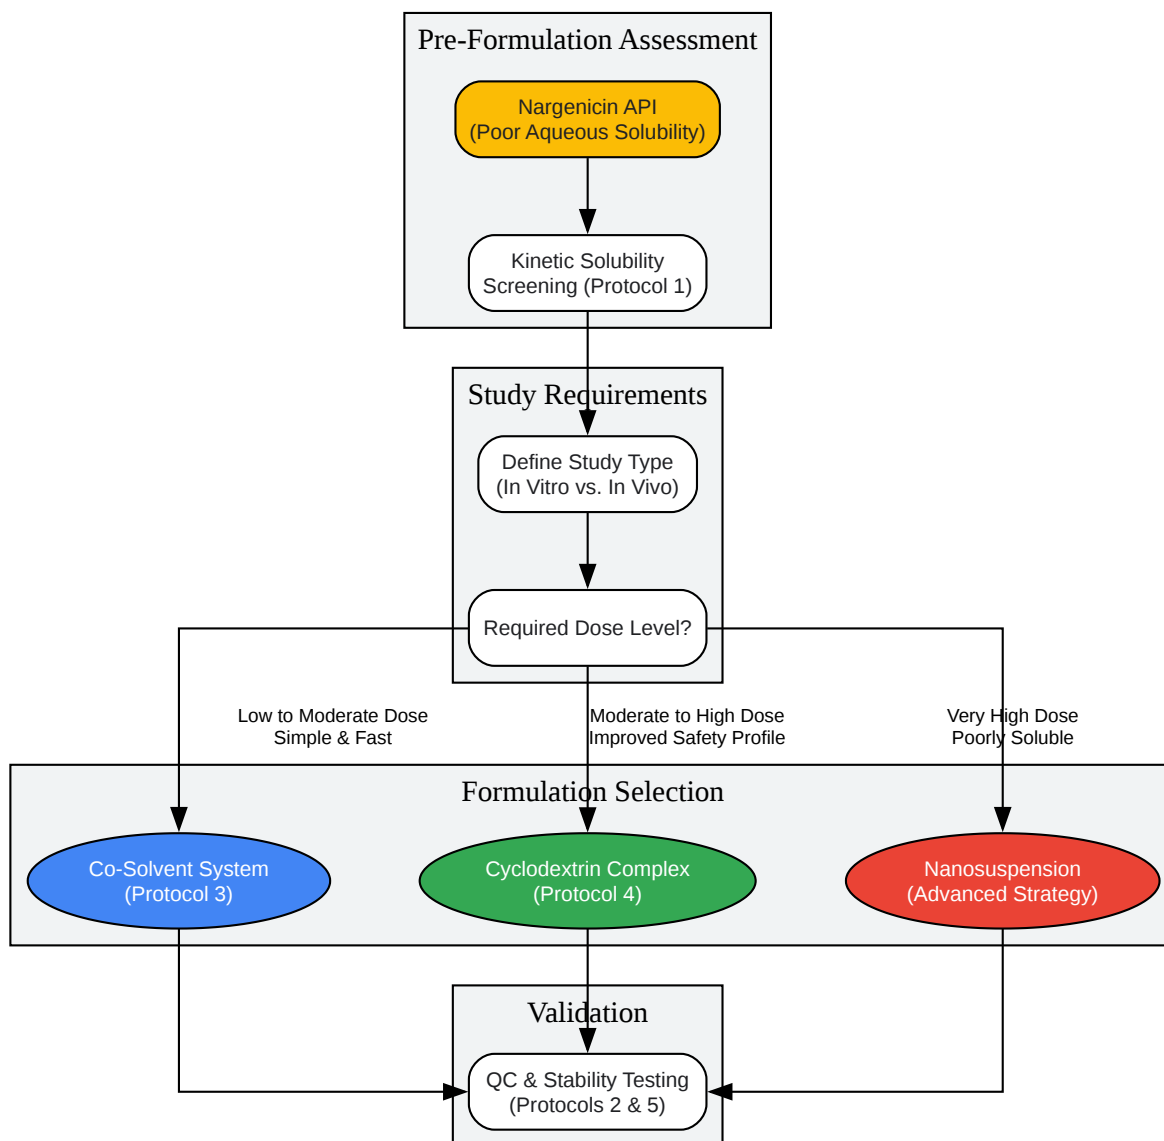 Pre-Formulation Assessment
Nargenicin API
(Poor Aqueous Solubility)
Kinetic Solubility
Screening (Protocol 1)
Study Requirements
Define Study Type
(In Vitro vs. In Vivo)
Required Dose Level?
Low to Moderate Dose
Simple & Fast
Moderate to High Dose
Improved Safety Profile
Very High Dose
Poorly Soluble
Formulation Selection
Co-Solvent System
(Protocol 3)
Cyclodextrin Complex
(Protocol 4)
Nanosuspension
(Advanced Strategy)
Validation
QC & Stability Testing
(Protocols 2 & 5)